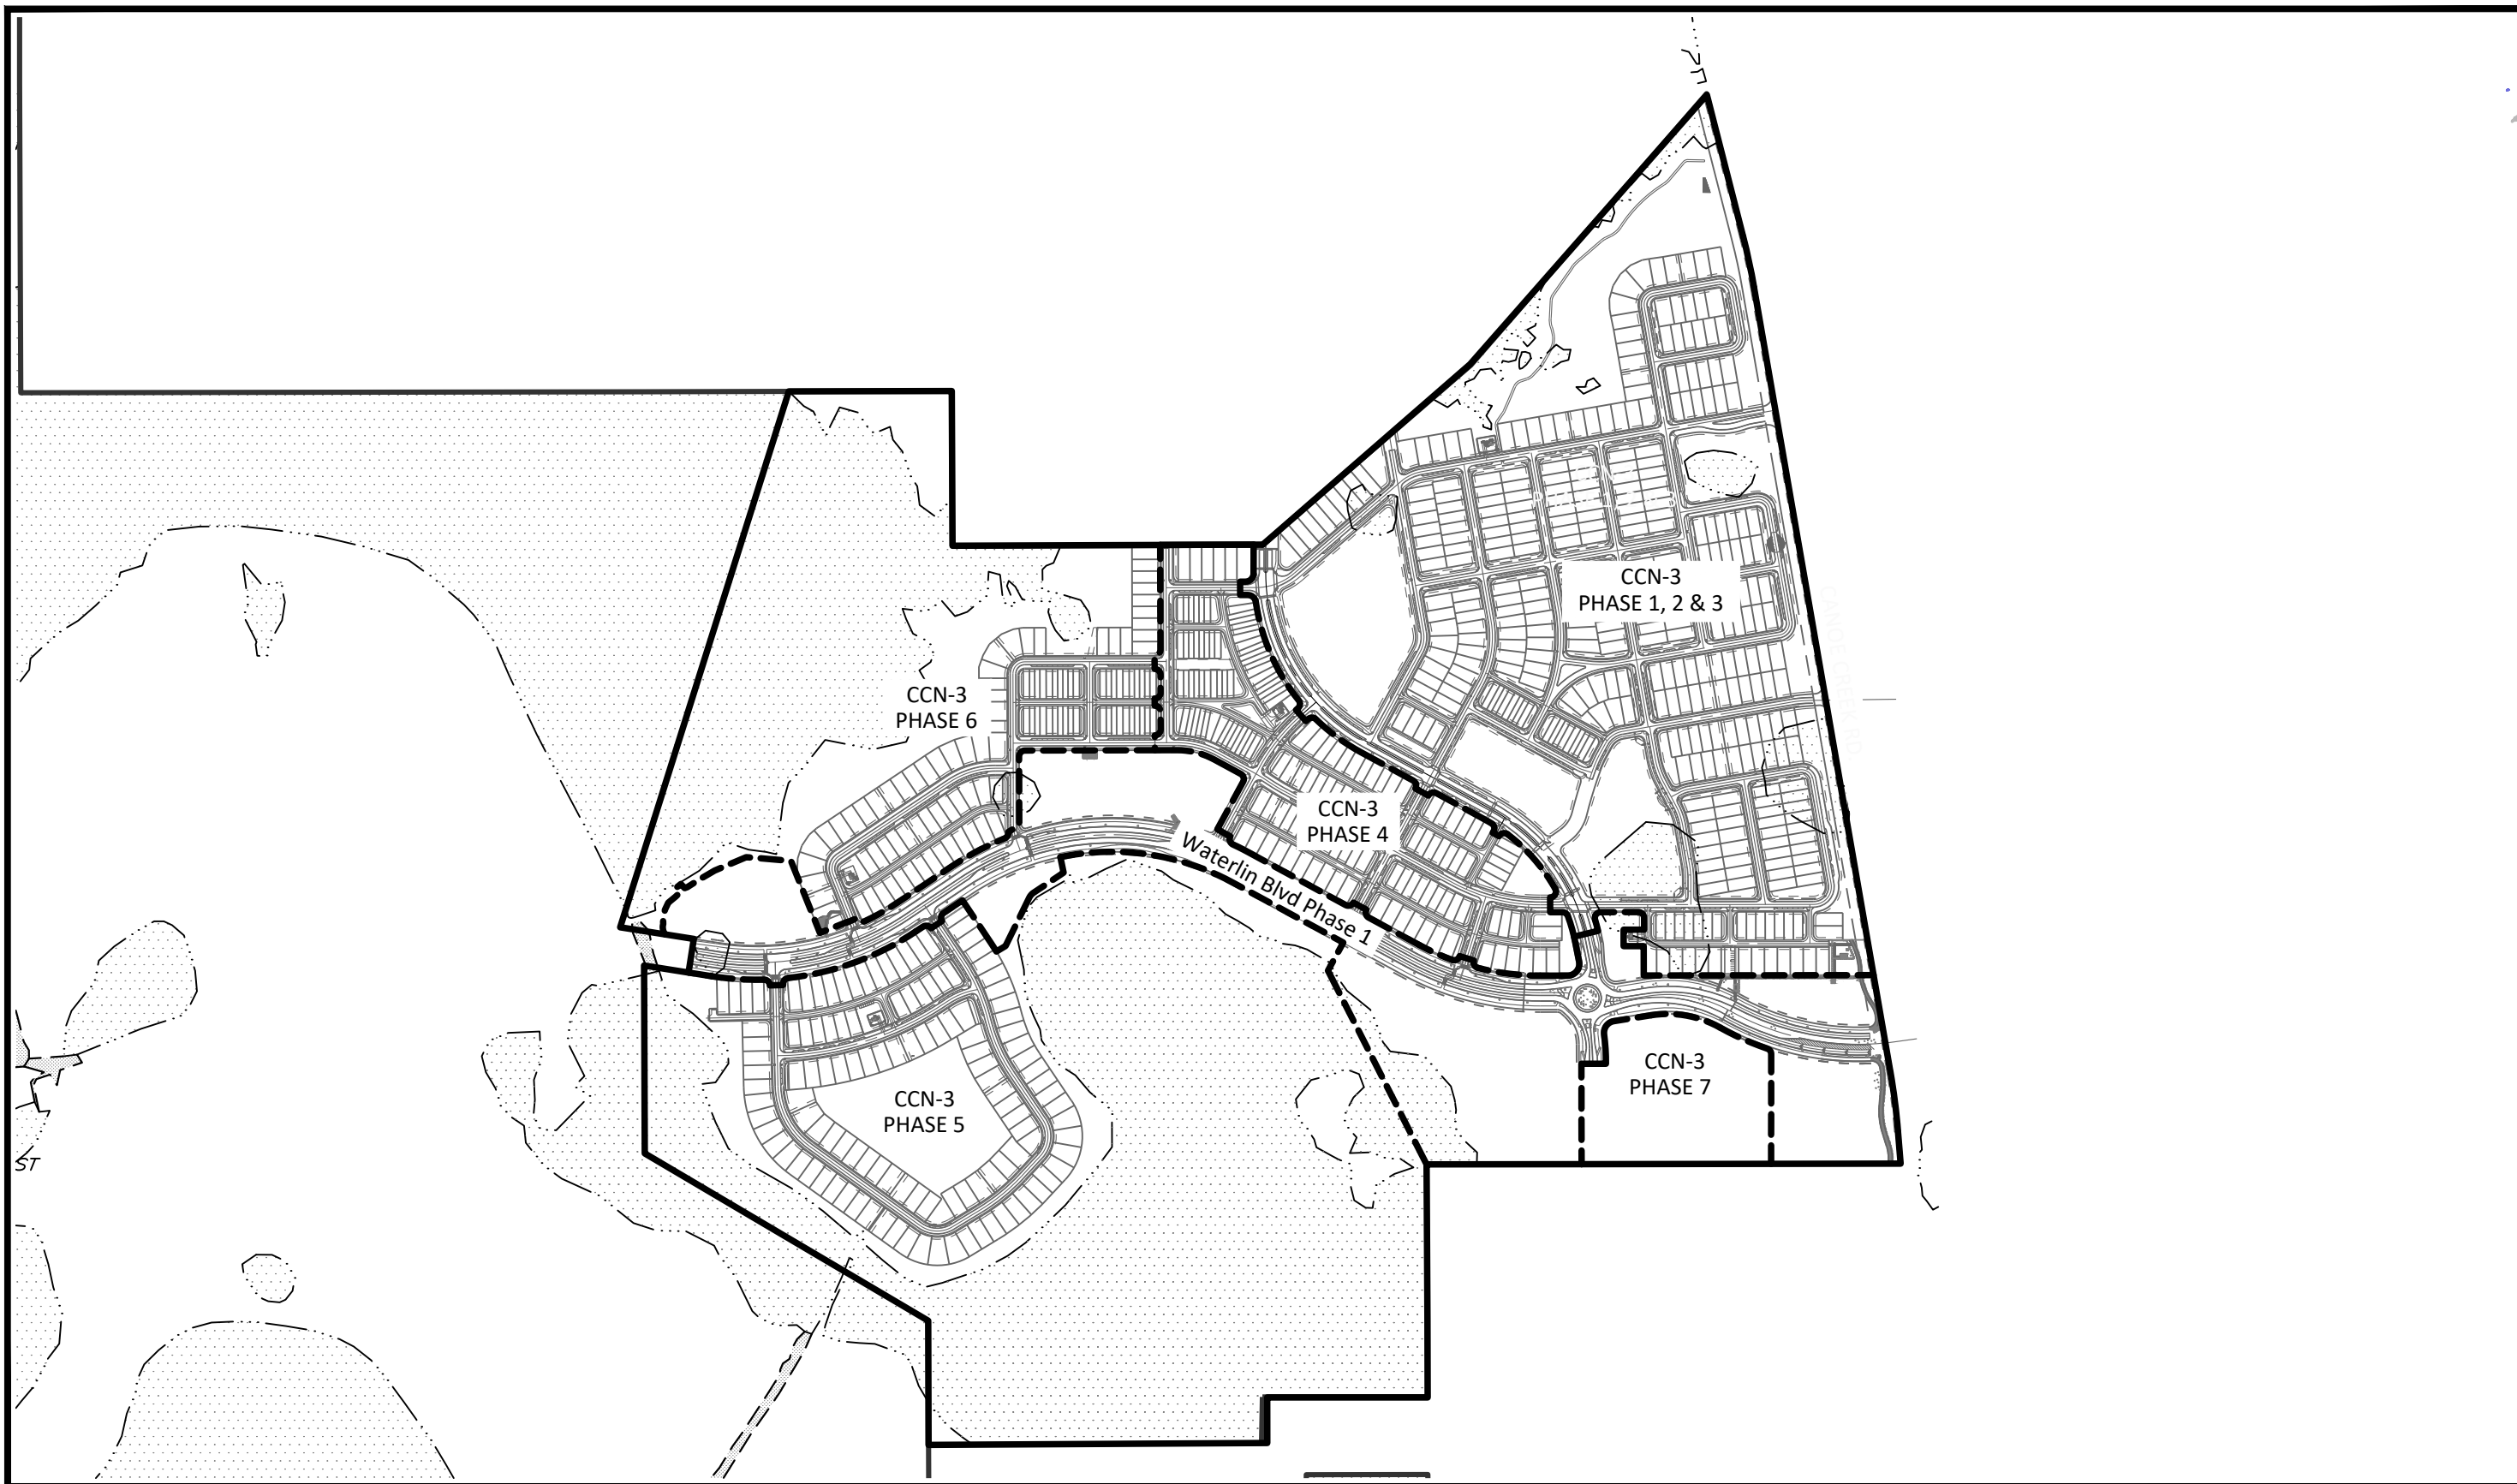 CCN-3
PHASE 1, 2 & 3
CCN-3
PHASE 6
CCN-3
PHASE 4
Waterlin Blvd Phase 1
CCN-3
PHASE 7
CCN-3
PHASE 5
ST